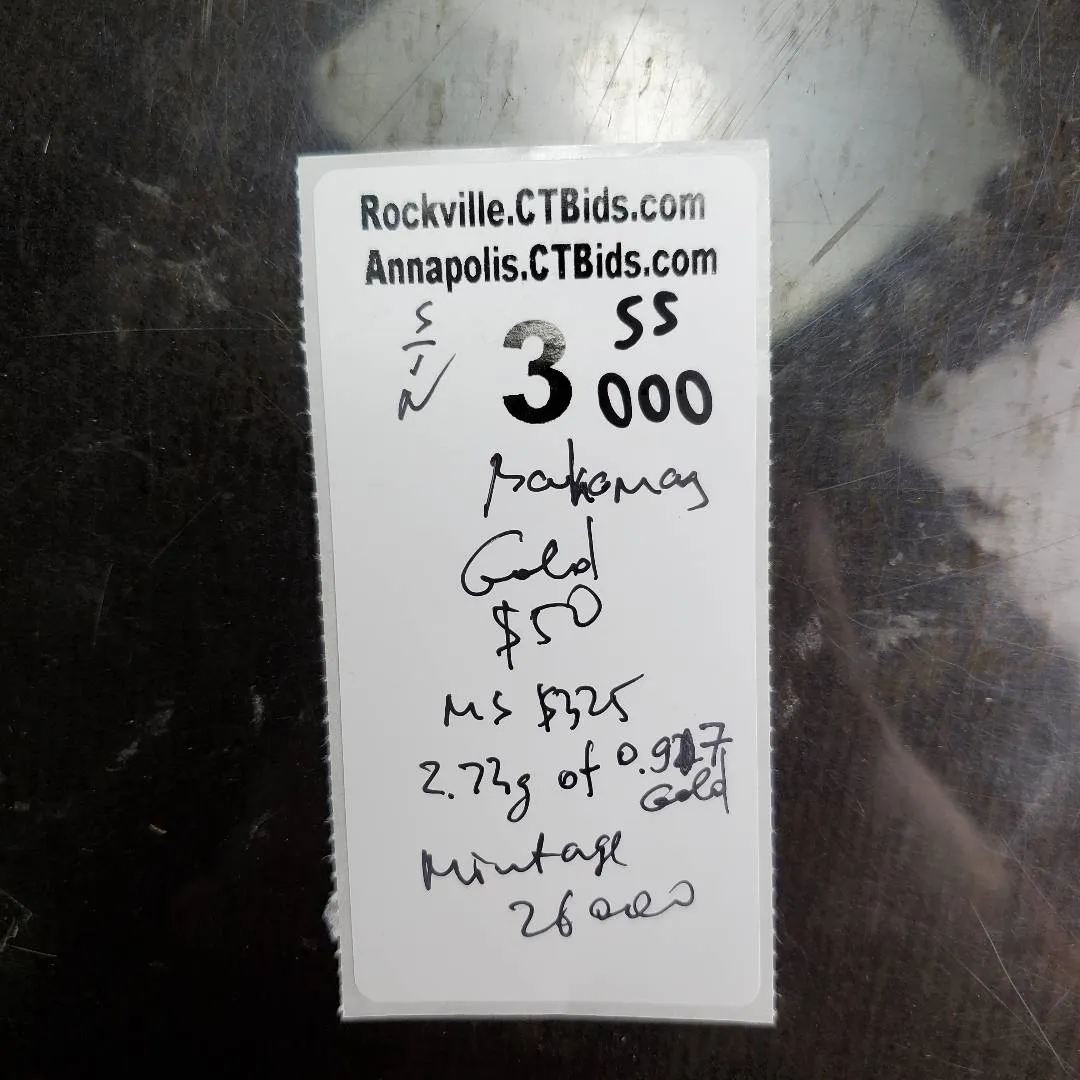 Rockville.CTBids.com
Annapolis.CTBids.com
S/N
3 SS
000
Bahamas
Gold
$50
MS $325
2.73g of 0.917
Gold
Mintage
26000